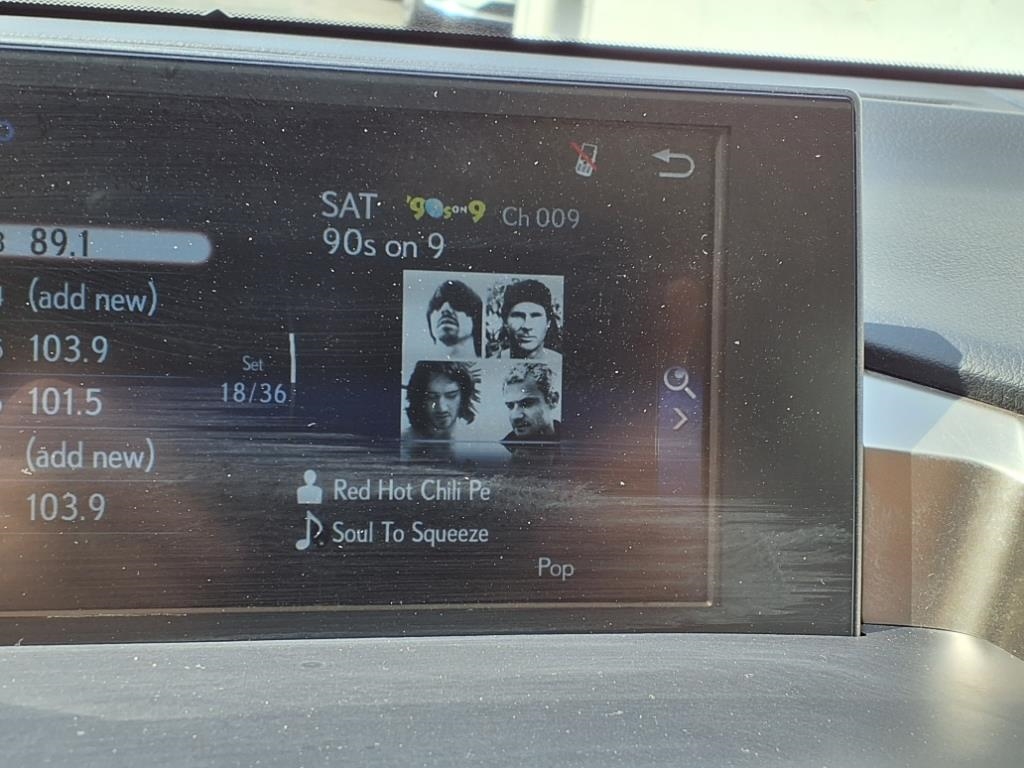 89.1
(add new)
103.9
101.5
(add new)
103.9
Set
18/36
SAT '90s ON 9 Ch 009
90s on 9
Red Hot Chili Pe
Soul To Squeeze
Pop